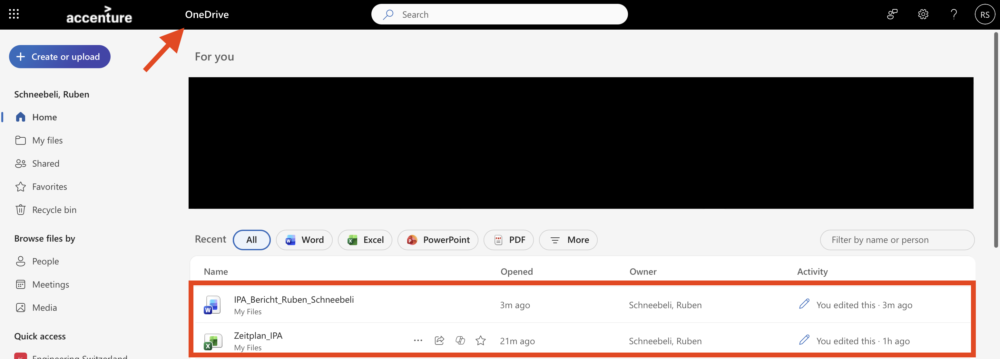 accenture
OneDrive
Search
RS
Create or upload
For you
Schneebeli, Ruben
Home
My files
Shared
Favorites
Recycle bin
Browse files by
People
Meetings
Media
Quick access
Engineering Switzerland
Recent
All
Word
Excel
PowerPoint
PDF
More
Filter by name or person
Name Opened Owner Activity
IPA_Bericht_Ruben_Schneebeli
My Files
3m ago
Schneebeli, Ruben
You edited this · 3m ago
Zeitplan_IPA
My Files
21m ago
Schneebeli, Ruben
You edited this · 1h ago